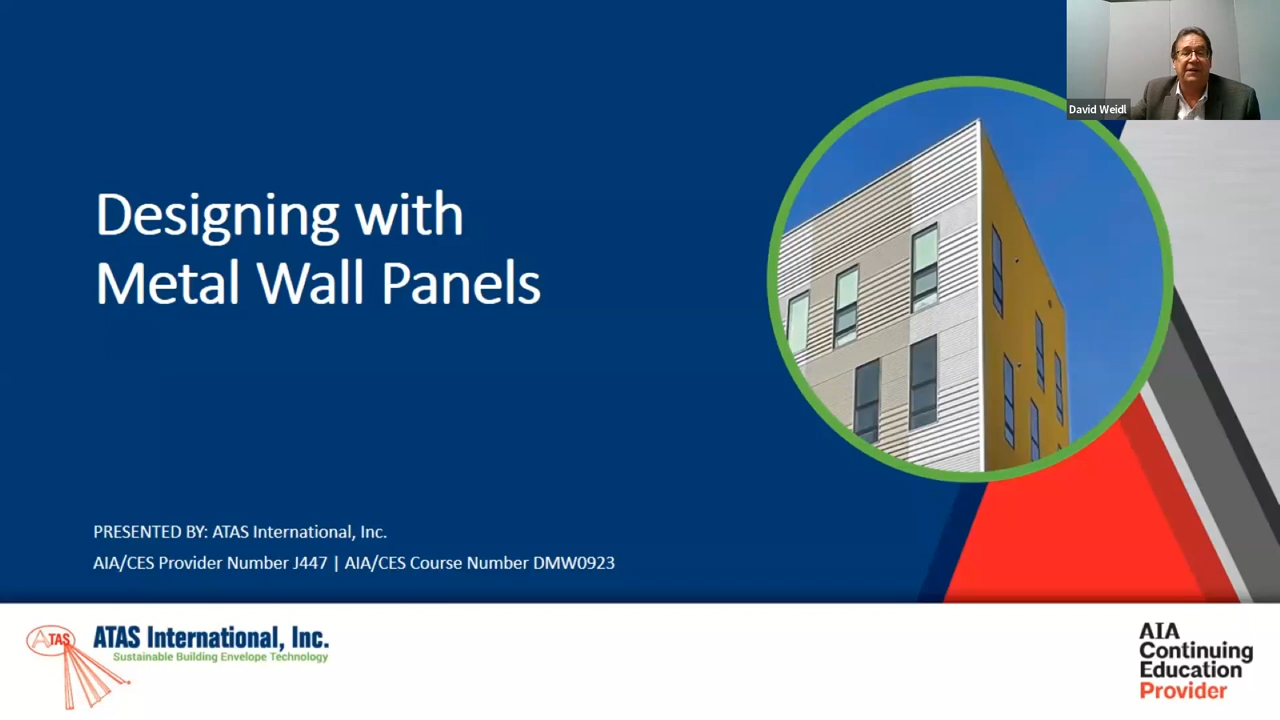 David Weidl
Designing with
Metal Wall Panels
PRESENTED BY: ATAS International, Inc.
AIA/CES Provider Number J447 | AIA/CES Course Number DMW0923
ATAS
ATAS International, Inc.
Sustainable Building Envelope Technology
AIA
Continuing
Education
Provider